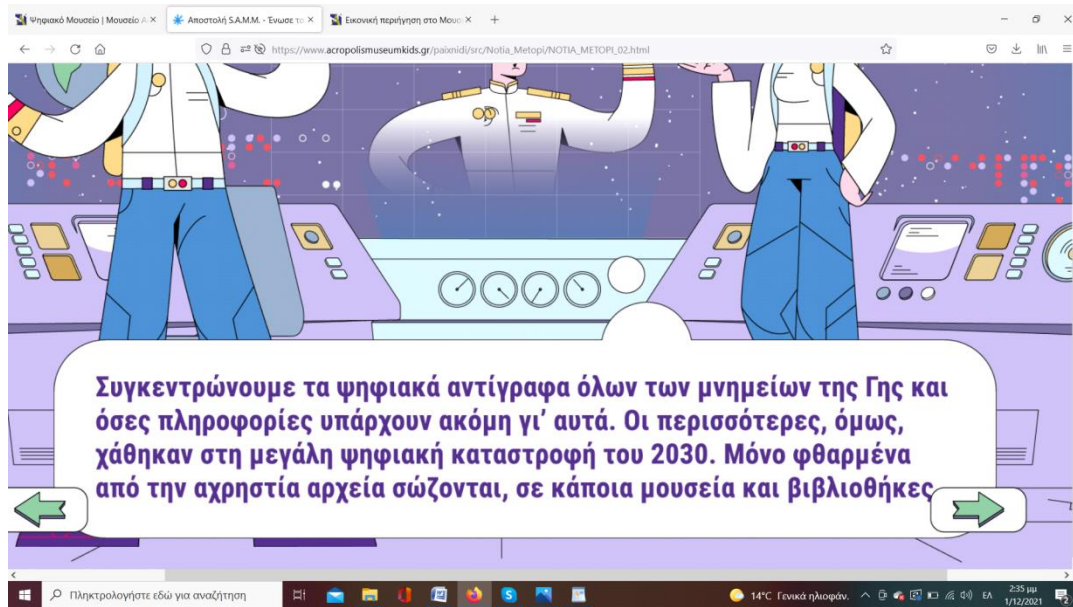 Ψηφιακό Μουσείο | Μουσείο Α
Αποστολή S.A.M.M. - Ένωσε το
Εικονική περιήγηση στο Μουσ
https://www.acropolismuseumkids.gr/paixnidi/src/Notia_Metopi/NOTIA_METOPI_02.html
Συγκεντρώνουμε τα ψηφιακά αντίγραφα όλων των μνημείων της Γης και
όσες πληροφορίες υπάρχουν ακόμη γι’ αυτά. Οι περισσότερες, όμως,
χάθηκαν στη μεγάλη ψηφιακή καταστροφή του 2030. Μόνο φθαρμένα
από την αχρηστία αρχεία σώζονται, σε κάποια μουσεία και βιβλιοθήκες
Πληκτρολογήστε εδώ για αναζήτηση
14°C Γενικά ηλιοφάν.
ΕΛ
2:35 μμ
1/12/2021
2